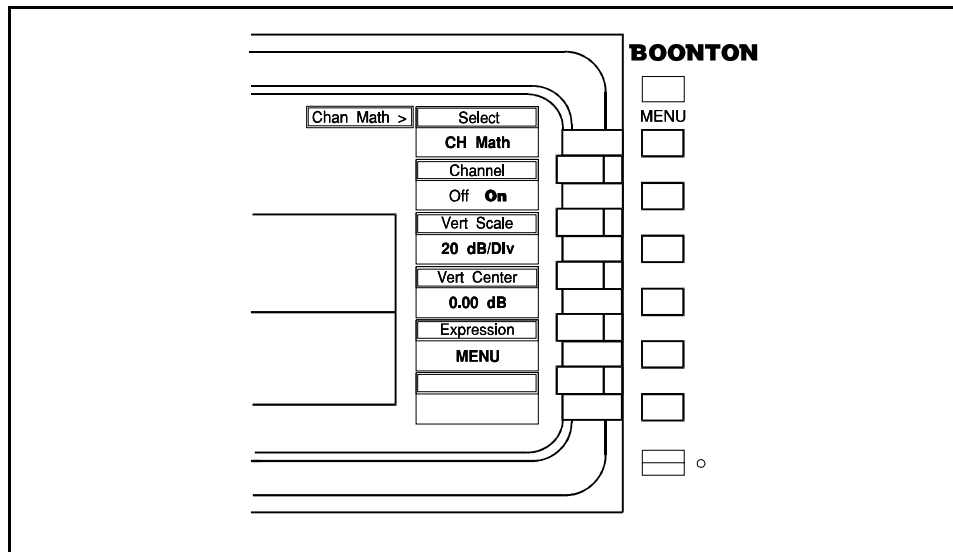 BOONTON
MENU
Chan Math >
Select
CH Math
Channel
Off On
Vert Scale
20 dB/DIv
Vert Center
0.00 dB
Expression
MENU